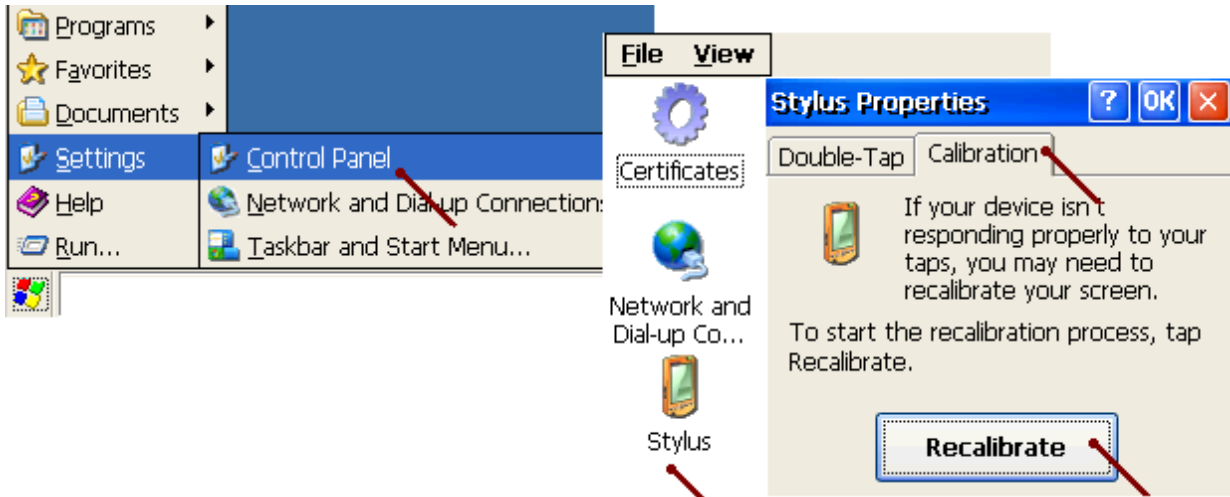 Programs
Favorites
Documents
Settings
Help
Run...
Control Panel
Network and Dial-up Connections
Taskbar and Start Menu...
File View
Certificates
Network and
Dial-up Co...
Stylus
Stylus Properties ? OK
Double-Tap Calibration
If your device isn't
responding properly to your
taps, you may need to
recalibrate your screen.
To start the recalibration process, tap
Recalibrate.
Recalibrate